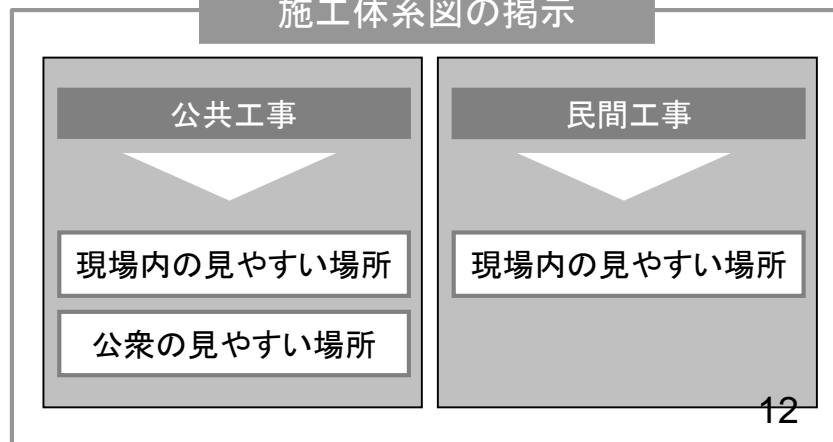 施工体系図の掲示
公共工事
現場内の見やすい場所
公衆の見やすい場所
民間工事
現場内の見やすい場所
12